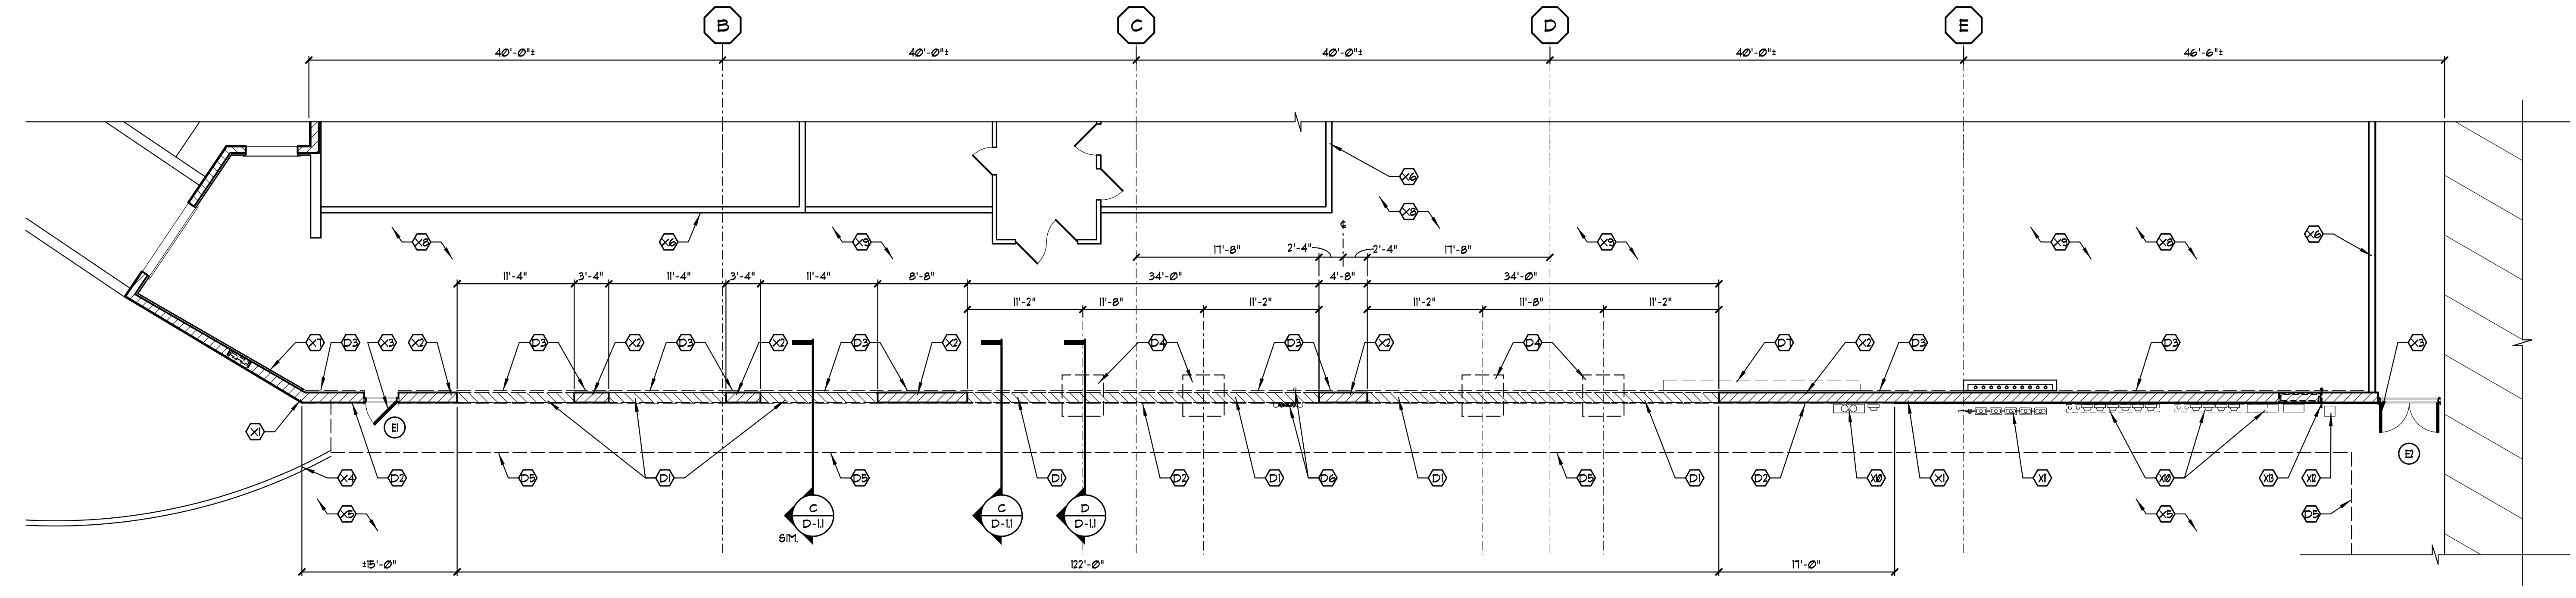 B
C
D
E
40'-0"±
40'-0"±
40'-0"±
40'-0"±
46'-6"±
X6
X8
X8
X6
X9
℄
X9
X9
X8
X6
17'-8"
2'-4"
2'-4"
17'-8"
11'-4"
3'-4"
11'-4"
3'-4"
11'-4"
8'-8"
34'-0"
4'-8"
34'-0"
11'-2"
11'-8"
11'-2"
11'-2"
11'-8"
11'-2"
X7
D3
X3
X2
D3
X2
D3
X2
D3
X2
D4
D3
X2
D4
D7
X2
D3
D3
X3
X1
E1
E2
X4
D2
D5
D1
D5
D1
D2
D1
D6
D1
D5
D1
D2
X10
X1
X11
X10
X13
X12
X5
C
D-1.1
SIM.
C
D-1.1
D
D-1.1
X5
D5
±15'-0"
122'-0"
17'-0"